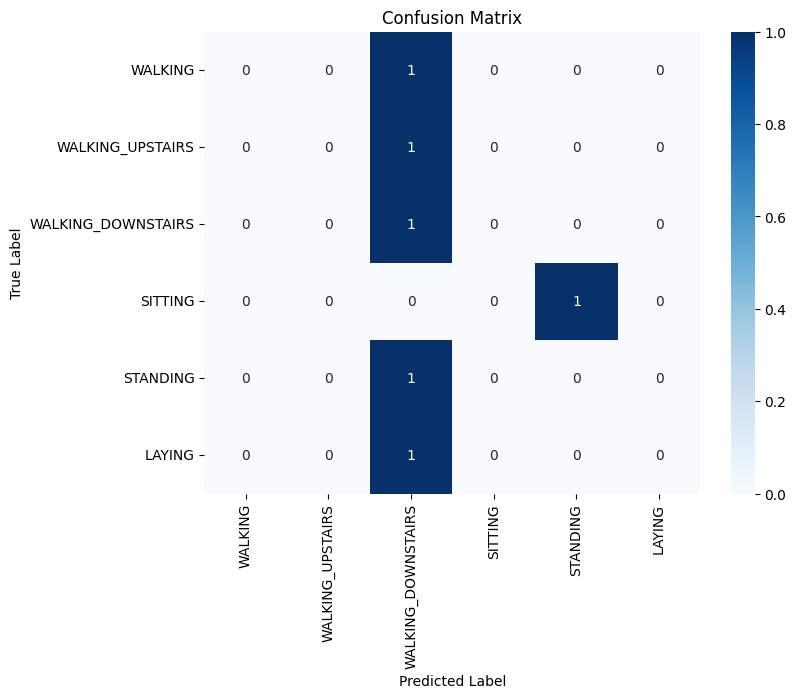 Confusion Matrix
True Label
WALKING 0 0 1 0 0 0
WALKING_UPSTAIRS 0 0 1 0 0 0
WALKING_DOWNSTAIRS 0 0 1 0 0 0
SITTING 0 0 0 0 1 0
STANDING 0 0 1 0 0 0
LAYING 0 0 1 0 0 0
WALKING
WALKING_UPSTAIRS
WALKING_DOWNSTAIRS
SITTING
STANDING
LAYING
Predicted Label
1.0
0.8
0.6
0.4
0.2
0.0